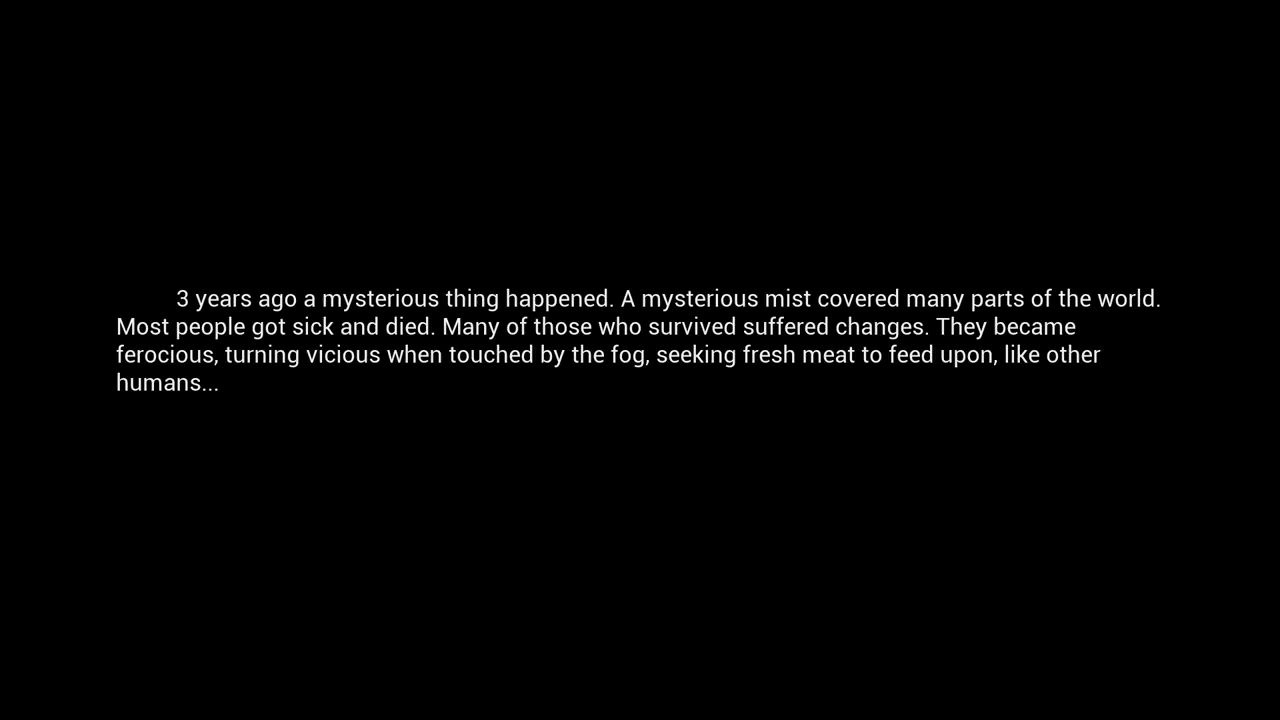 3 years ago a mysterious thing happened. A mysterious mist covered many parts of the world.
Most people got sick and died. Many of those who survived suffered changes. They became
ferocious, turning vicious when touched by the fog, seeking fresh meat to feed upon, like other
humans...